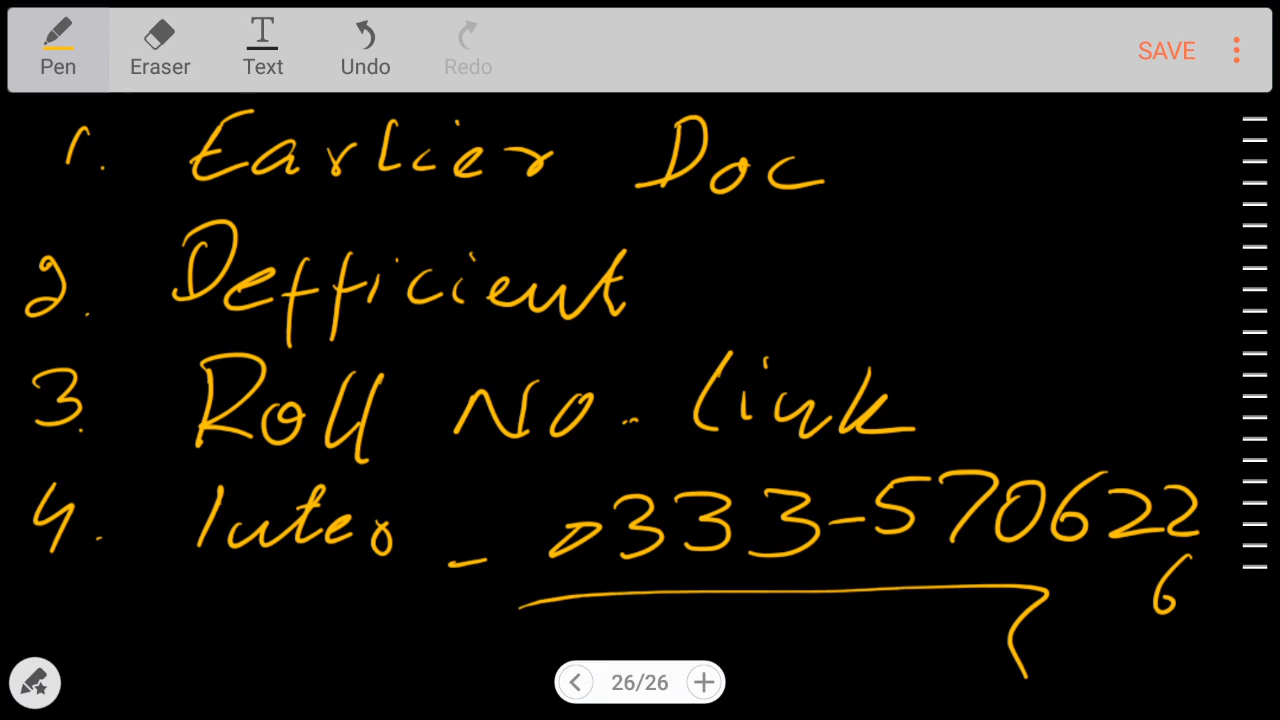 Pen Eraser Text Undo Redo SAVE
1. Earlier Doc
2. Defficient
3. Roll No. link
4. Intro - 0333-570622
6
26/26